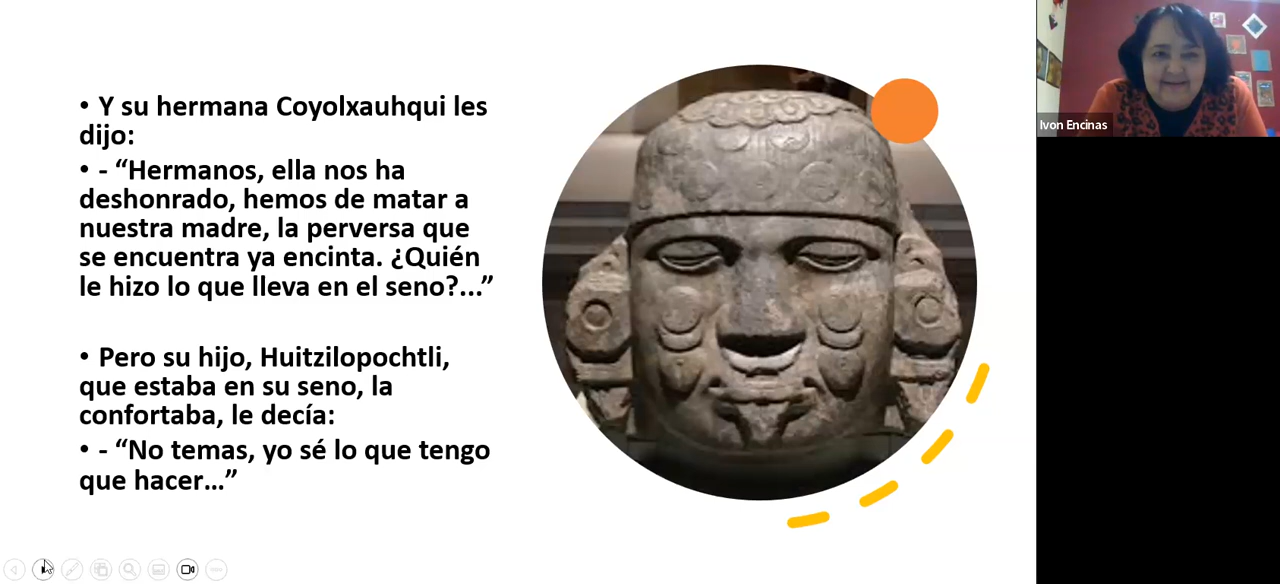 • Y su hermana Coyolxauhqui les
dijo:
• - “Hermanos, ella nos ha
deshonrado, hemos de matar a
nuestra madre, la perversa que
se encuentra ya encinta. ¿Quién
le hizo lo que lleva en el seno?...”
• Pero su hijo, Huitzilopochtli,
que estaba en su seno, la
confortaba, le decía:
• - “No temas, yo sé lo que tengo
que hacer…”
Ivon Encinas